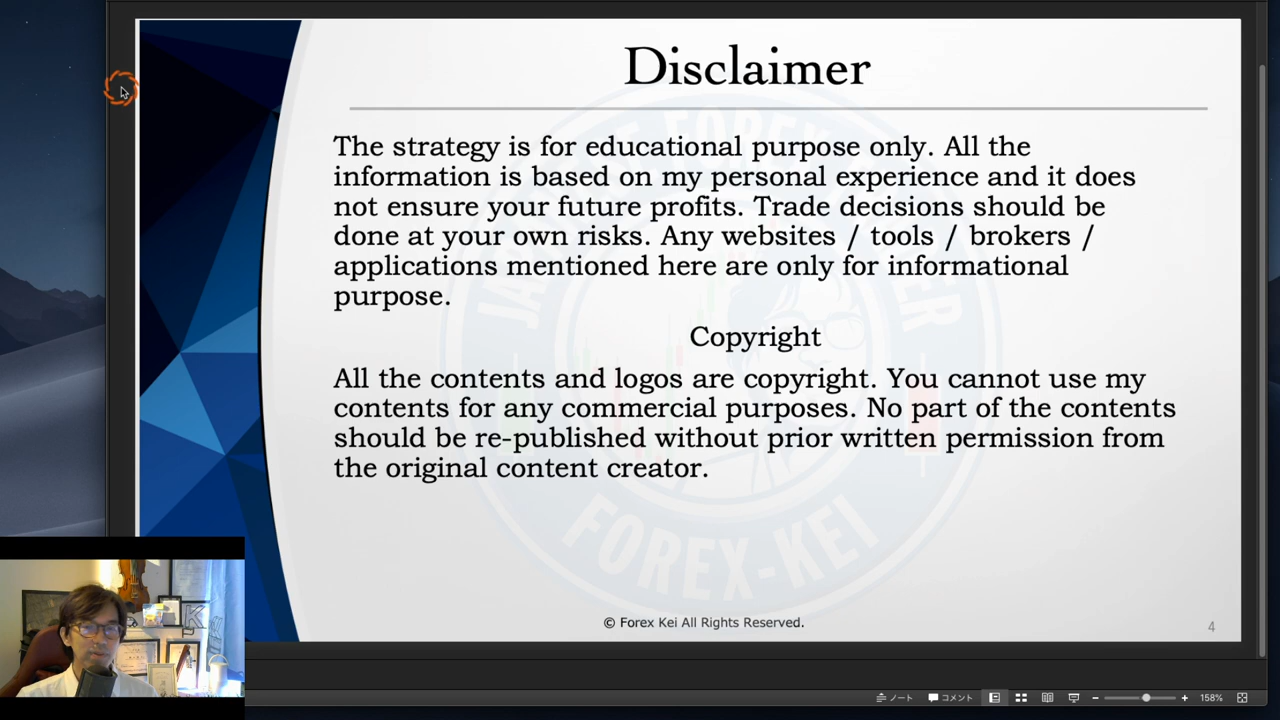 Disclaimer
The strategy is for educational purpose only. All the
information is based on my personal experience and it does
not ensure your future profits. Trade decisions should be
done at your own risks. Any websites / tools / brokers /
applications mentioned here are only for informational
purpose.
Copyright
All the contents and logos are copyright. You cannot use my
contents for any commercial purposes. No part of the contents
should be re-published without prior written permission from
the original content creator.
FOREX-KEI
© Forex Kei All Rights Reserved.
4
ノート コメント 158%